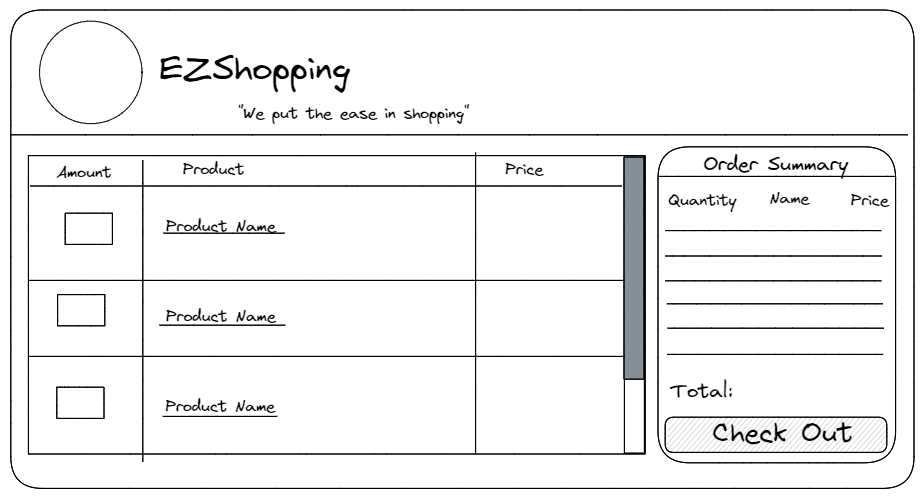 EZShopping
"We put the ease in shopping"
Amount Product Price
Product Name
Product Name
Product Name
Order Summary
Quantity Name Price
Total:
Check Out